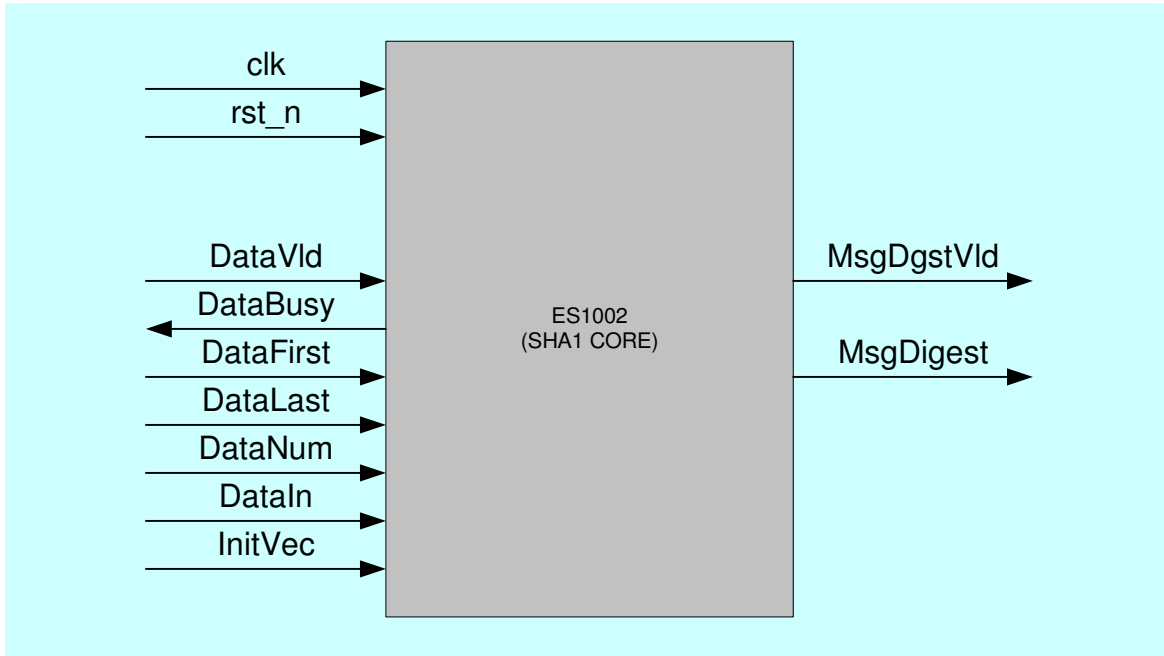 clk
rst_n
DataVld
DataBusy
DataFirst
DataLast
DataNum
DataIn
InitVec
ES1002
(SHA1 CORE)
MsgDgstVld
MsgDigest